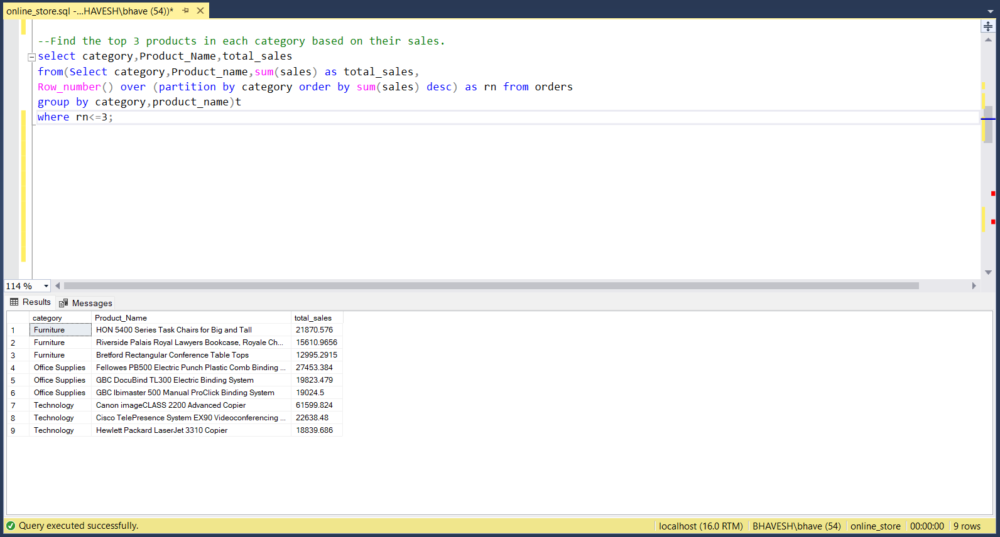 online_store.sql -...HAVESH\bhave (54))*
--Find the top 3 products in each category based on their sales.
select category,Product_Name,total_sales
from(Select category,Product_name,sum(sales) as total_sales,
Row_number() over (partition by category order by sum(sales) desc) as rn from orders
group by category,product_name)t
where rn<=3;
114 %
Results Messages
category Product_Name total_sales
1 Furniture HON 5400 Series Task Chairs for Big and Tall 21870.576
2 Furniture Riverside Palais Royal Lawyers Bookcase, Royale Ch... 15610.9656
3 Furniture Bretford Rectangular Conference Table Tops 12995.2915
4 Office Supplies Fellowes PB500 Electric Punch Plastic Comb Binding ... 27453.384
5 Office Supplies GBC DocuBind TL300 Electric Binding System 19823.479
6 Office Supplies GBC Ibimaster 500 Manual ProClick Binding System 19024.5
7 Technology Canon imageCLASS 2200 Advanced Copier 61599.824
8 Technology Cisco TelePresence System EX90 Videoconferencing ... 22638.48
9 Technology Hewlett Packard LaserJet 3310 Copier 18839.686
Query executed successfully. localhost (16.0 RTM) BHAVESH\bhave (54) online_store 00:00:00 9 rows